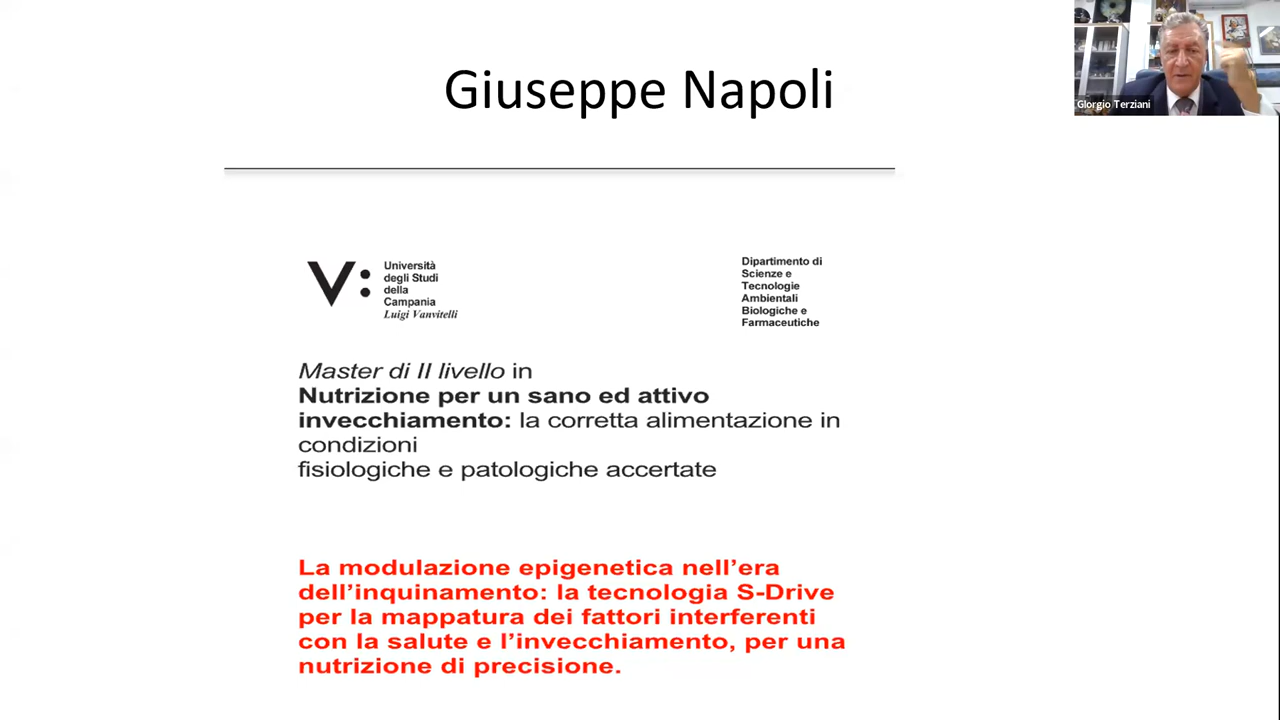 Giuseppe Napoli
GIorgio Terziani
Università
degli Studi
della
Campania
Luigi Vanvitelli
Dipartimento di
Scienze e
Tecnologie
Ambientali
Biologiche e
Farmaceutiche
Master di II livello in
Nutrizione per un sano ed attivo
invecchiamento: la corretta alimentazione in
condizioni
fisiologiche e patologiche accertate
La modulazione epigenetica nell’era
dell’inquinamento: la tecnologia S-Drive
per la mappatura dei fattori interferenti
con la salute e l’invecchiamento, per una
nutrizione di precisione.